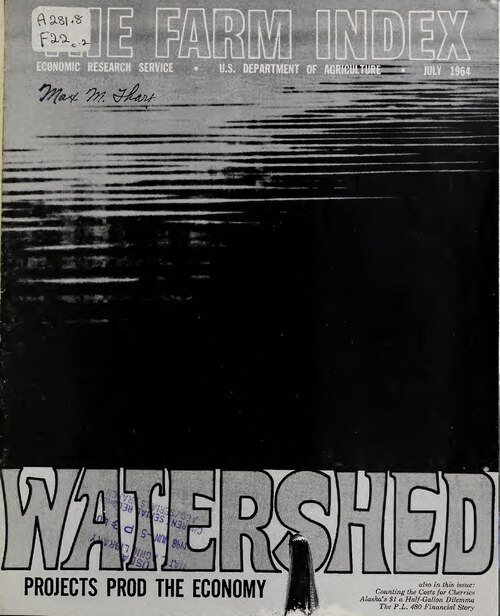 A281.8
F22
c.2
THE FARM INDEX
ECONOMIC RESEARCH SERVICE • U.S. DEPARTMENT OF AGRICULTURE • JULY 1964
Max M. Tharp
WATERSHED
PROJECTS PROD THE ECONOMY
also in this issue:
Counting the Costs for Cherries
Alaska's $1 a Half-Gallon Dilemma
The P.L. 480 Financial Story